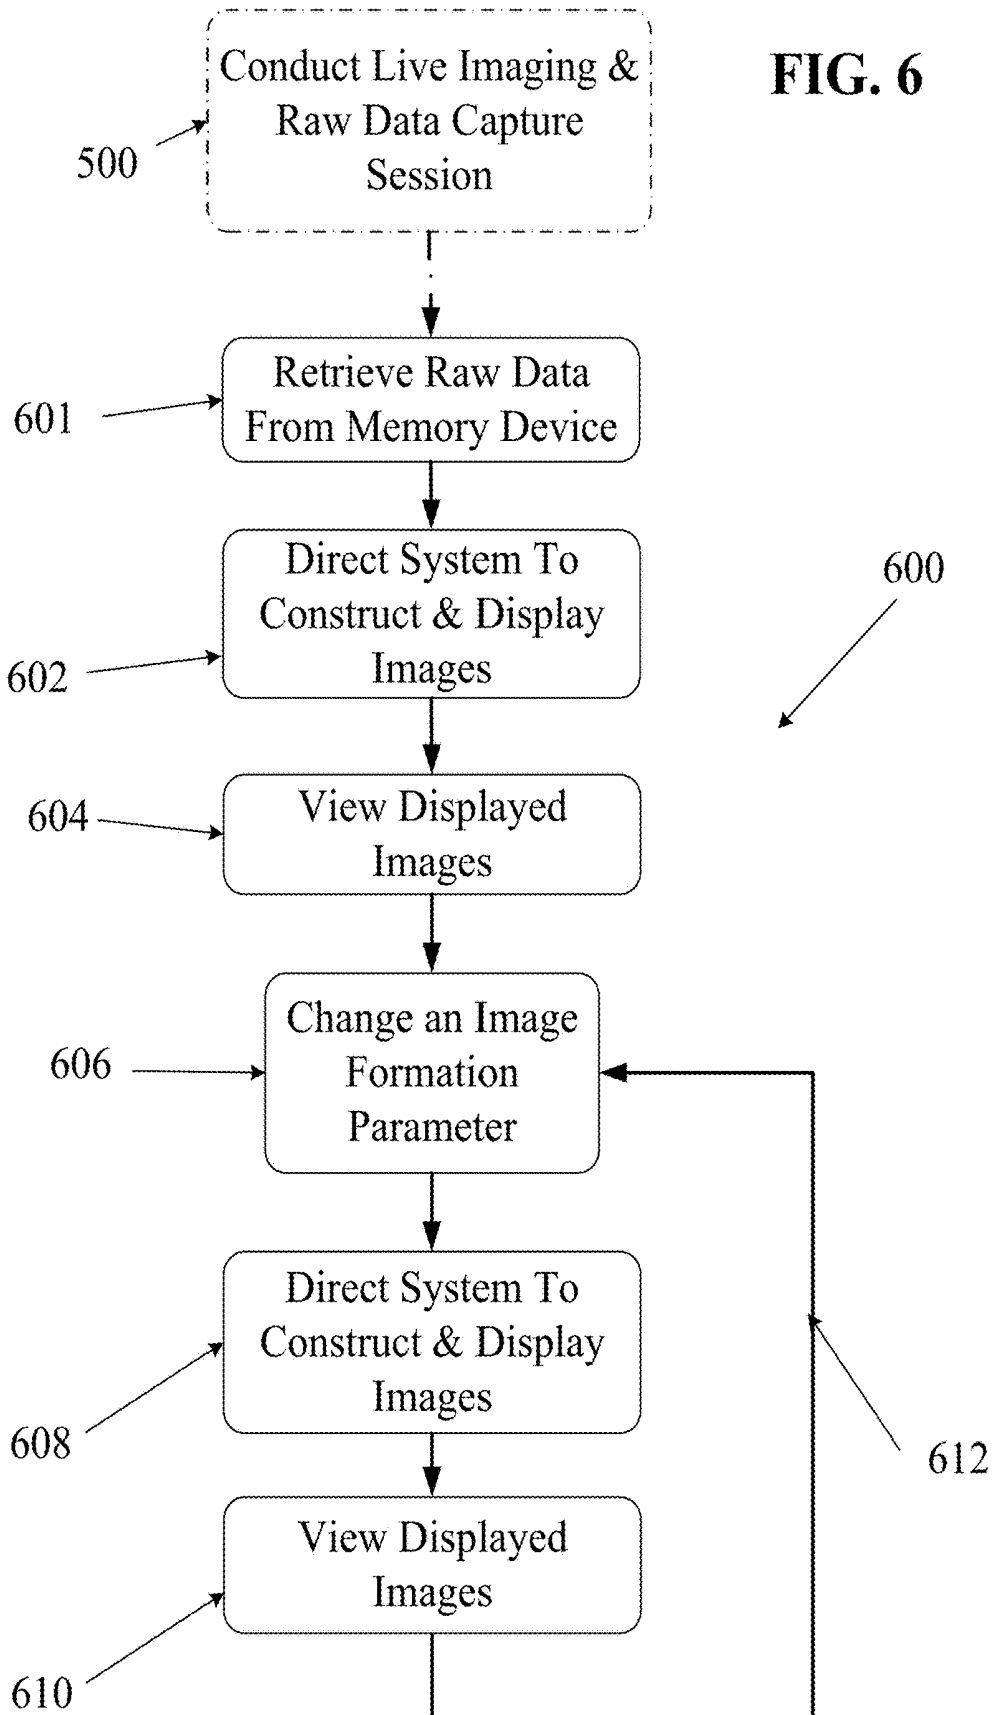 FIG. 6
Conduct Live Imaging &
Raw Data Capture
Session
500
Retrieve Raw Data
From Memory Device
601
Direct System To
Construct & Display
Images
600
602
View Displayed
Images
604
Change an Image
Formation
Parameter
606
Direct System To
Construct & Display
Images
608
612
View Displayed
Images
610